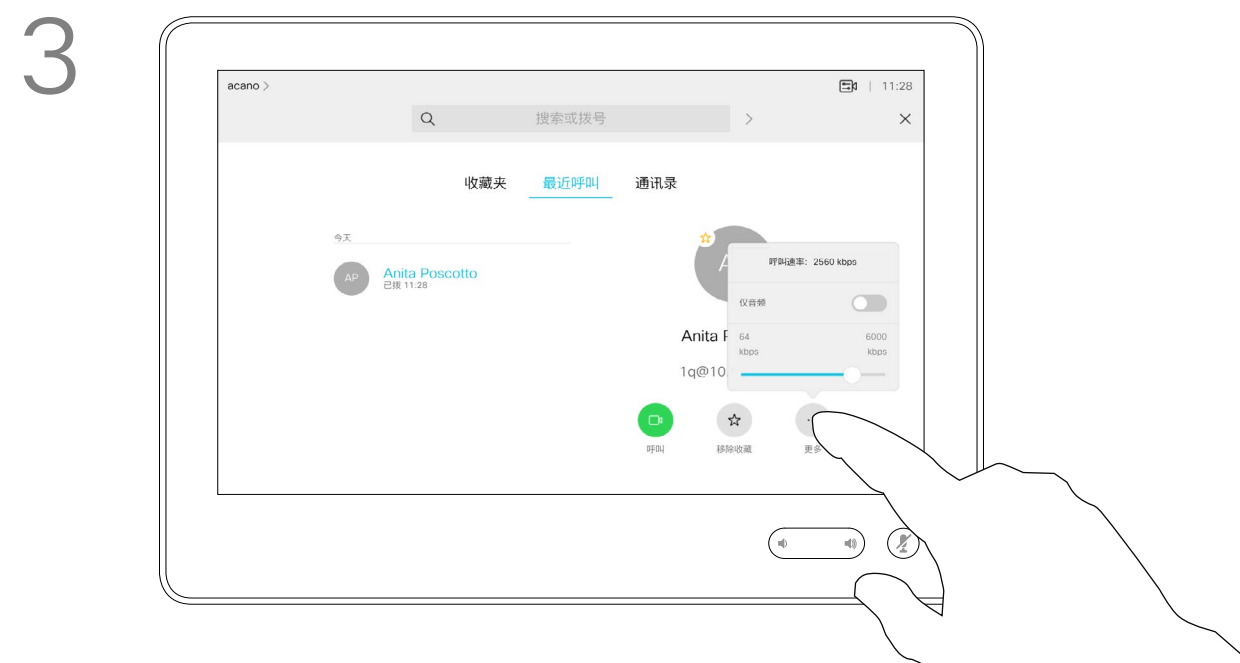 3
acano >
11:28
搜索或拨号
收藏夹 最近呼叫 通讯录
今天
呼叫速率: 2560 kbps
AP Anita Poscotto
已拨 11:28
仅音频
Anita P
64 6000
kbps kbps
1q@10.
呼叫 移除收藏 更多